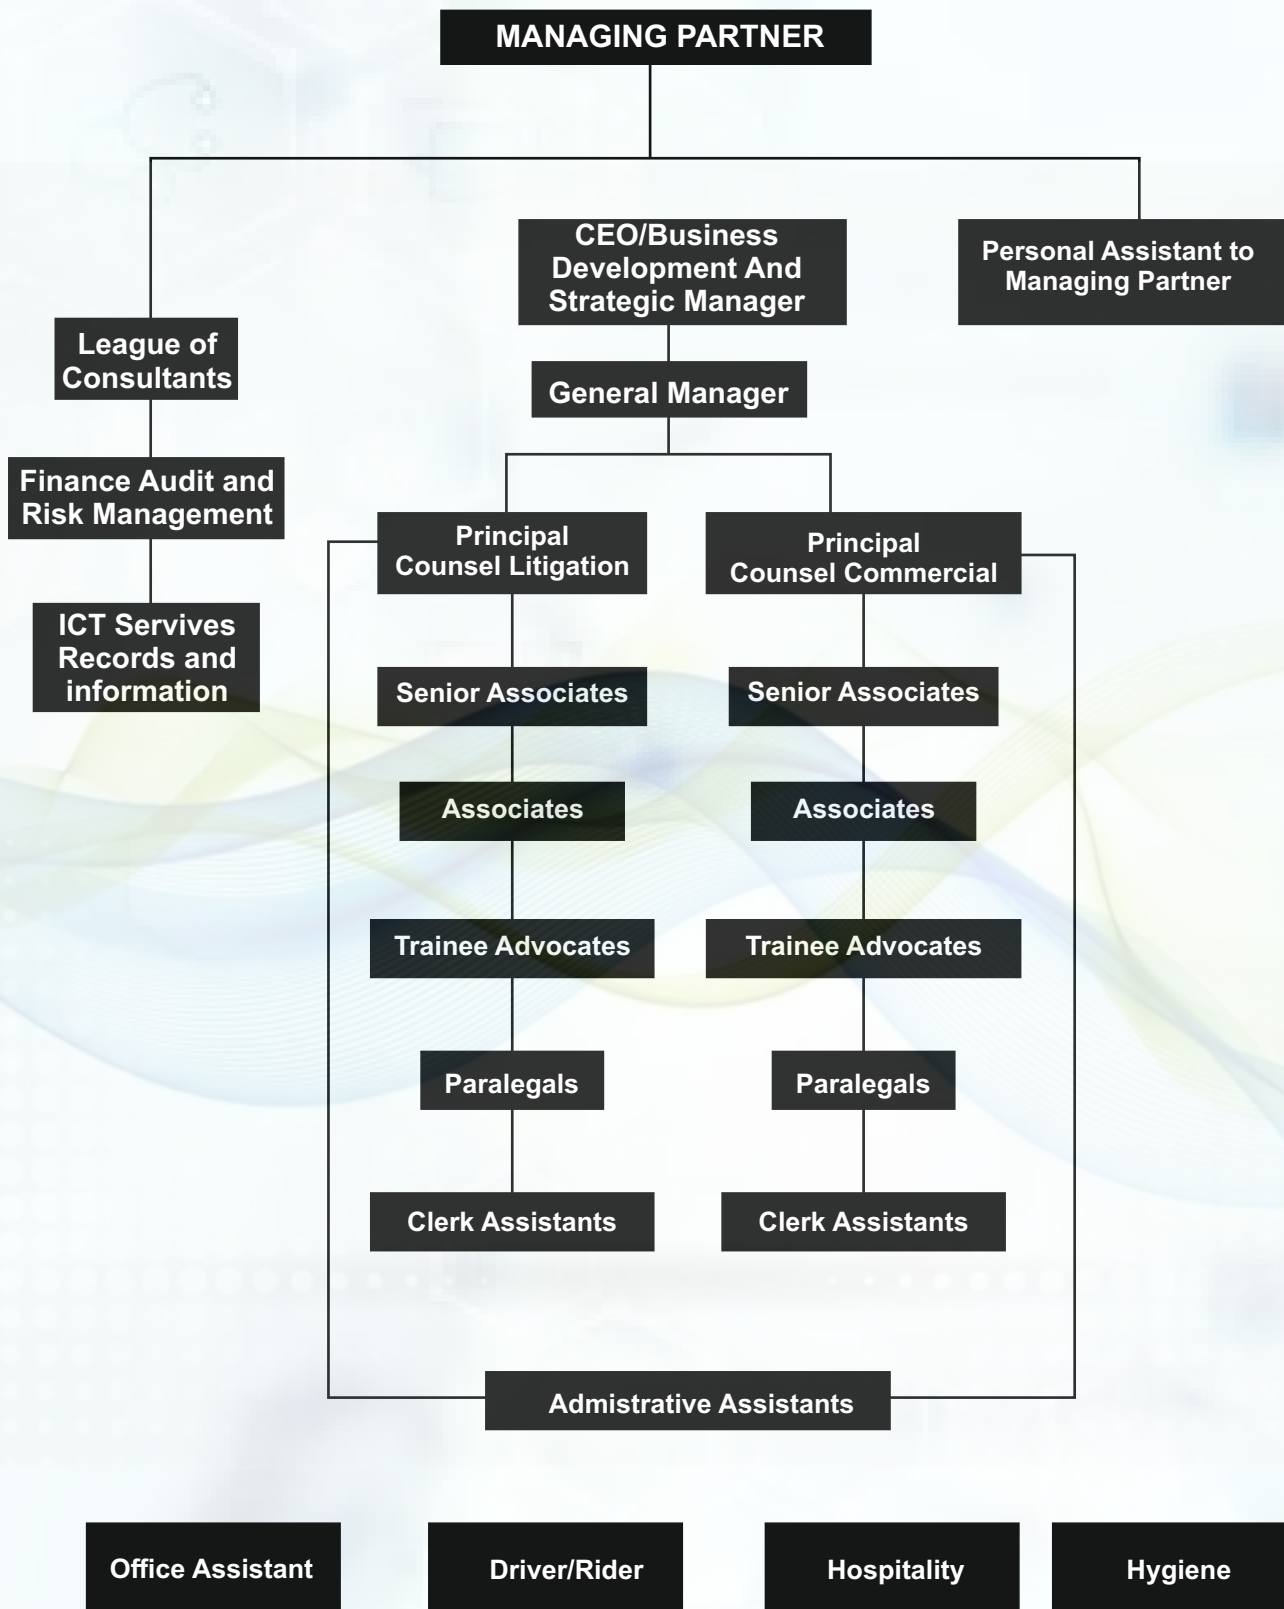 MANAGING PARTNER
CEO/Business
Development And
Strategic Manager
Personal Assistant to
Managing Partner
League of
Consultants
General Manager
Finance Audit and
Risk Management
Principal
Counsel Litigation
Principal
Counsel Commercial
ICT Servives
Records and
information
Senior Associates
Senior Associates
Associates
Associates
Trainee Advocates
Trainee Advocates
Paralegals
Paralegals
Clerk Assistants
Clerk Assistants
Admistrative Assistants
Office Assistant
Driver/Rider
Hospitality
Hygiene